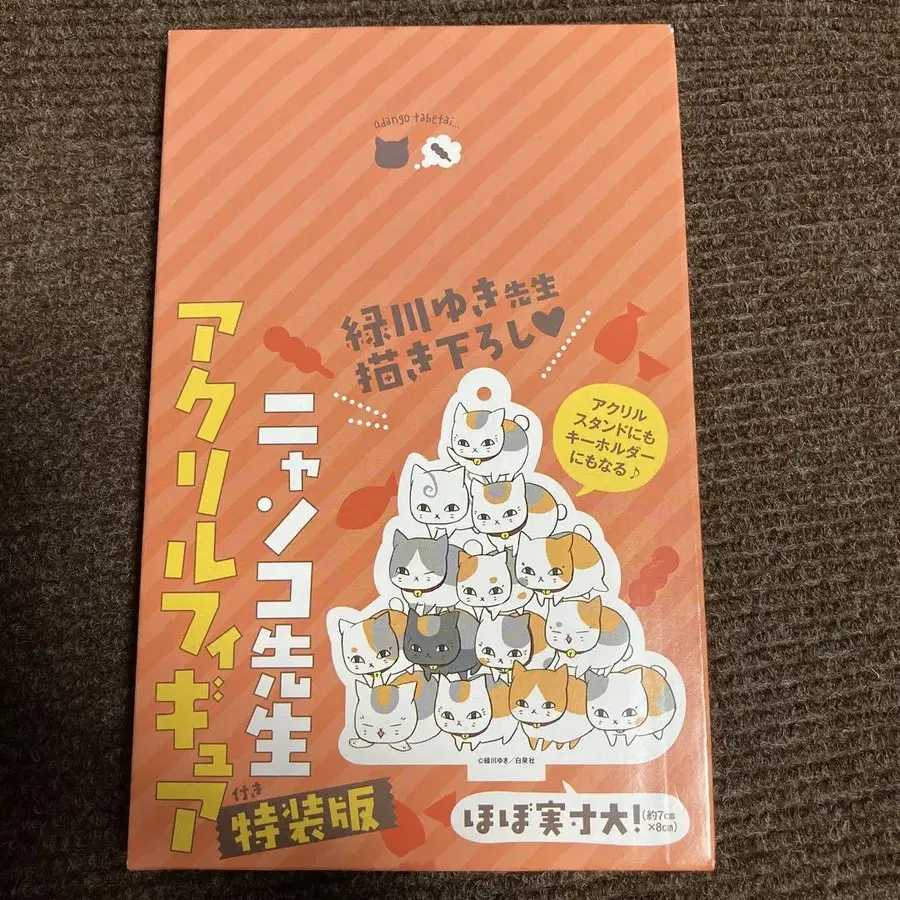 odango tabetai...
緑川ゆき先生
描き下ろし♥
アクリル
スタンドにも
キーホルダー
にもなる♪
ニャンコ先生
アクリルフィギュア
付き
特装版
©緑川ゆき/白泉社
ほぼ実寸大!
(約7cm
×8cm)